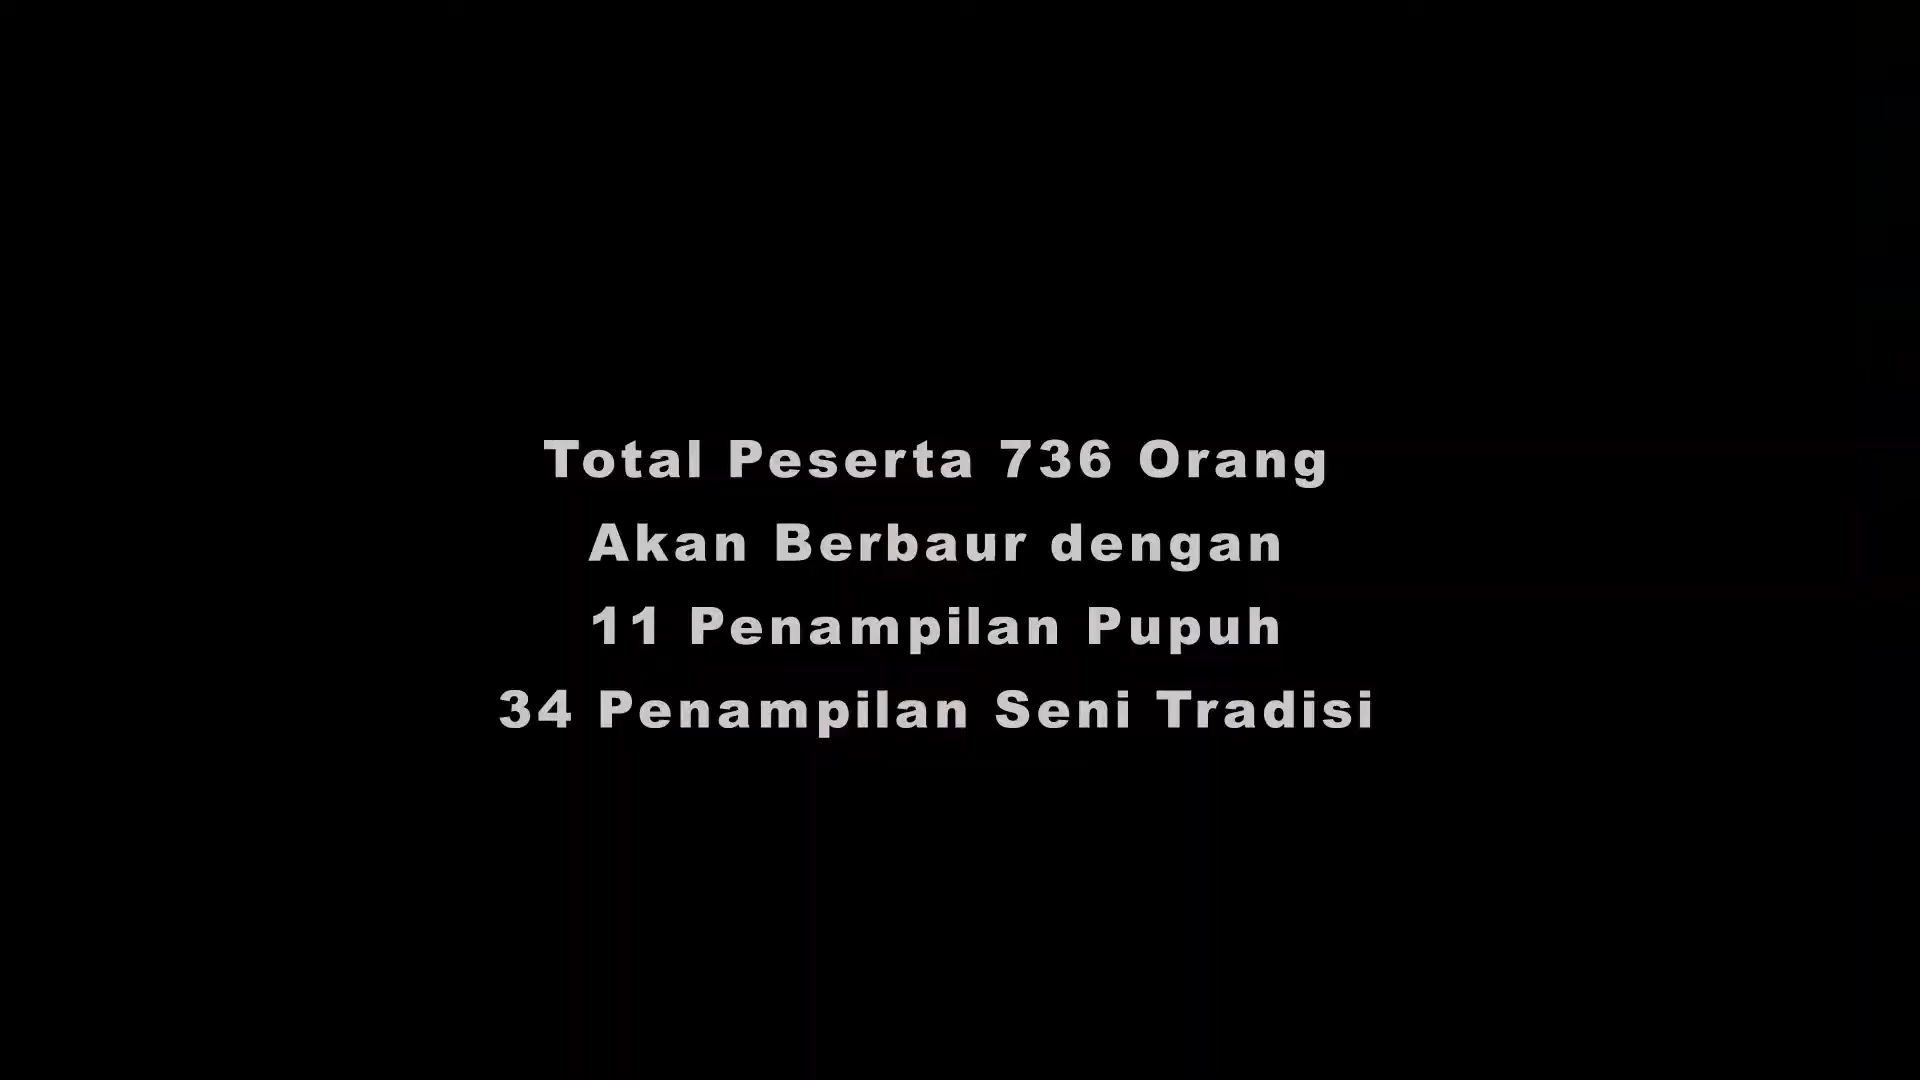 Total Peserta 736 Orang
Akan Berbaur dengan
11 Penampilan Pupuh
34 Penampilan Seni Tradisi